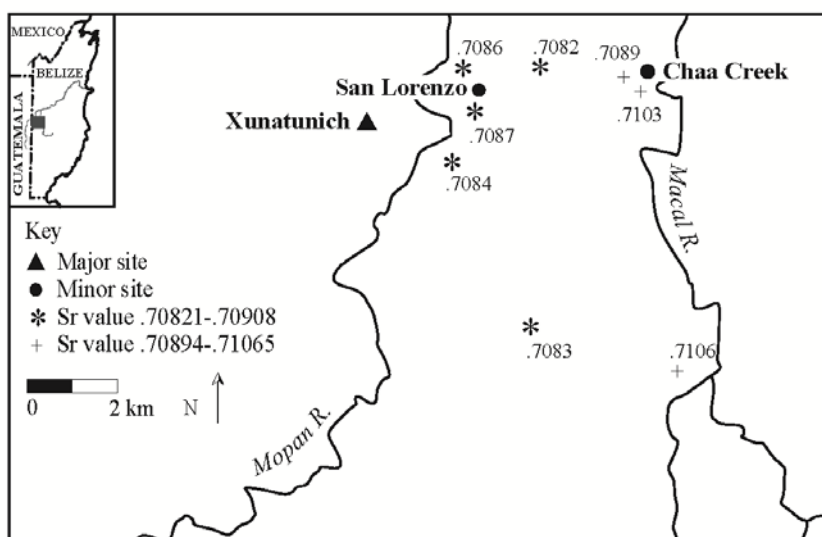 MEXICO
BELIZE
GUATEMALA
.7086
.7082
.7089
San Lorenzo
Chaa Creek
.7103
Xunatunich
.7087
.7084
Macal R.
Key
Major site
Minor site
Sr value .70821-.70908
Sr value .70894-.71065
.7083
.7106
0 2 km
N
Mopan R.